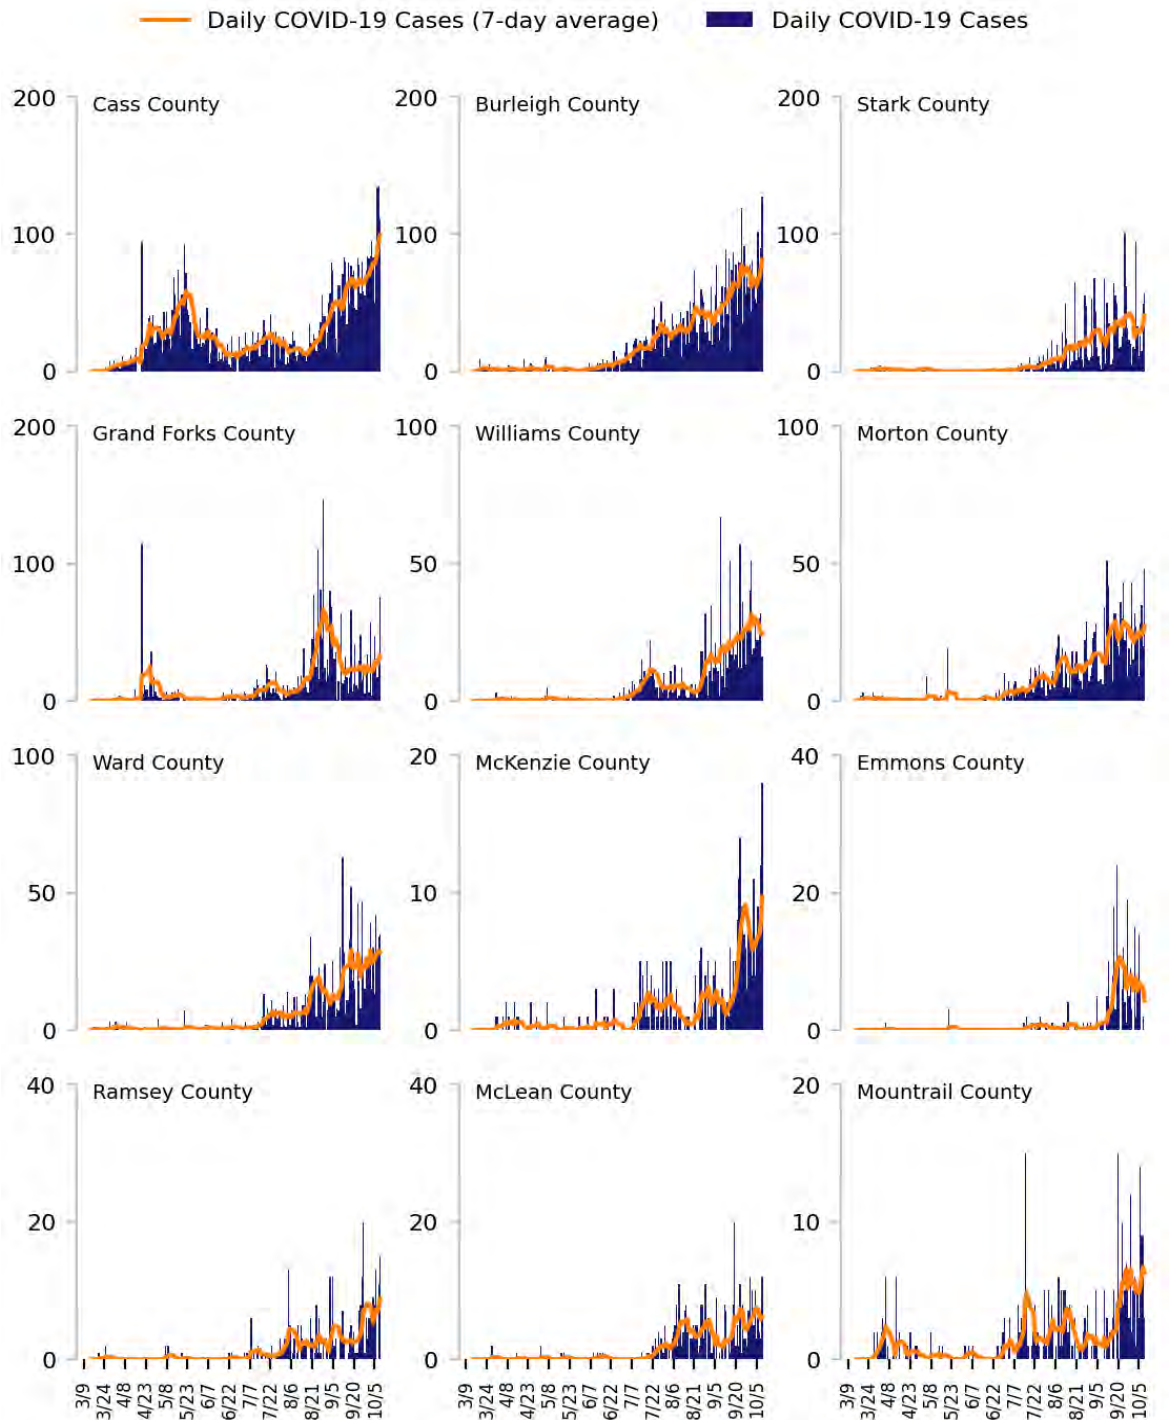 Daily COVID-19 Cases (7-day average) Daily COVID-19 Cases
200 Cass County 200 Burleigh County 200 Stark County
100 100 100
0 0 0
200 Grand Forks County 100 Williams County 100 Morton County
100 50 50
0 0 0
100 Ward County 20 McKenzie County 40 Emmons County
50 10 20
0 0 0
40 Ramsey County 40 McLean County 20 Mountrail County
20 20 10
0 0 0
3/9 3/24 4/8 4/23 5/8 5/23 6/7 6/22 7/7 7/22 8/6 8/21 9/5 9/20 10/5 3/9 3/24 4/8 4/23 5/8 5/23 6/7 6/22 7/7 7/22 8/6 8/21 9/5 9/20 10/5 3/9 3/24 4/8 4/23 5/8 5/23 6/7 6/22 7/7 7/22 8/6 8/21 9/5 9/20 10/5